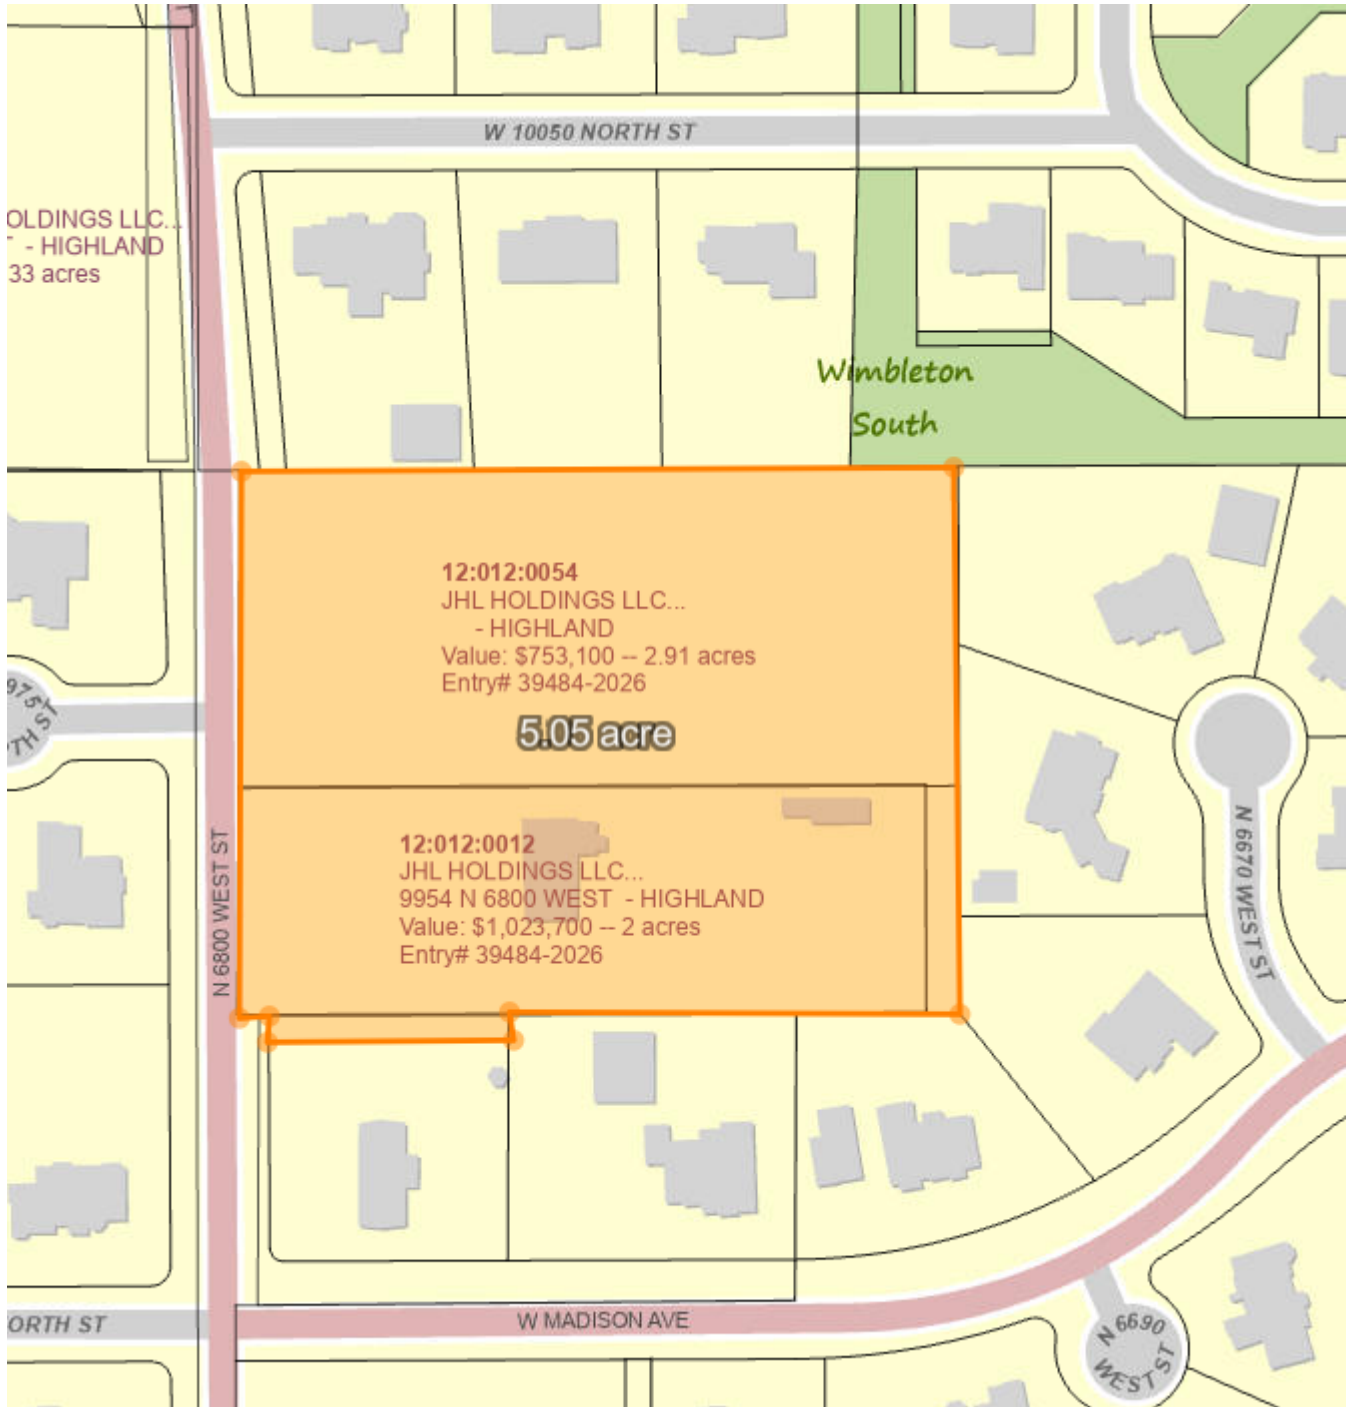 W 10050 NORTH ST
OLDINGS LLC...
- HIGHLAND
33 acres
Wimbleton
South
12:012:0054
JHL HOLDINGS LLC...
- HIGHLAND
Value: $753,100 -- 2.91 acres
Entry# 39484-2026
975
TH ST
5.05 acre
12:012:0012
JHL HOLDINGS LLC...
9954 N 6800 WEST - HIGHLAND
Value: $1,023,700 -- 2 acres
Entry# 39484-2026
N 6800 WEST ST
N 6670 WEST ST
ORTH ST
W MADISON AVE
N 6690
WEST ST